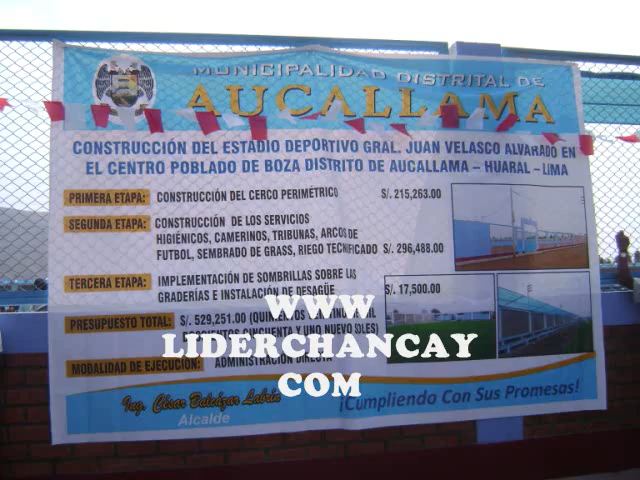 MUNICIPALIDAD DISTRITAL DE
AUCALLAMA
CONSTRUCCIÓN DEL ESTADIO DEPORTIVO GRAL. JUAN VELASCO ALVARADO EN
EL CENTRO POBLADO DE BOZA DISTRITO DE AUCALLAMA - HUARAL - LIMA
PRIMERA ETAPA: CONSTRUCCIÓN DEL CERCO PERIMÉTRICO S/. 215,263.00
SEGUNDA ETAPA: CONSTRUCCIÓN DE LOS SERVICIOS
HIGIÉNICOS, CAMERINOS, TRIBUNAS, ARCOS DE
FUTBOL, SEMBRADO DE GRASS, RIEGO TECNIFICADO S/. 296,488.00
TERCERA ETAPA: IMPLEMENTACIÓN DE SOMBRILLAS SOBRE LAS
GRADERÍAS E INSTALACIÓN DE DESAGÜE S/. 17,500.00
PRESUPUESTO TOTAL: S/. 529,251.00 (QUINIENTOS VEINTINUEVE MIL
DOSCIENTOS CINCUENTA Y UNO NUEVO SOLES)
MODALIDAD DE EJECUCIÓN: ADMINISTRACIÓN DIRECTA
WWW
LIDERCHANCAY
COM
Ing. César Balcázar Labrín
Alcalde
¡Cumpliendo Con Sus Promesas!